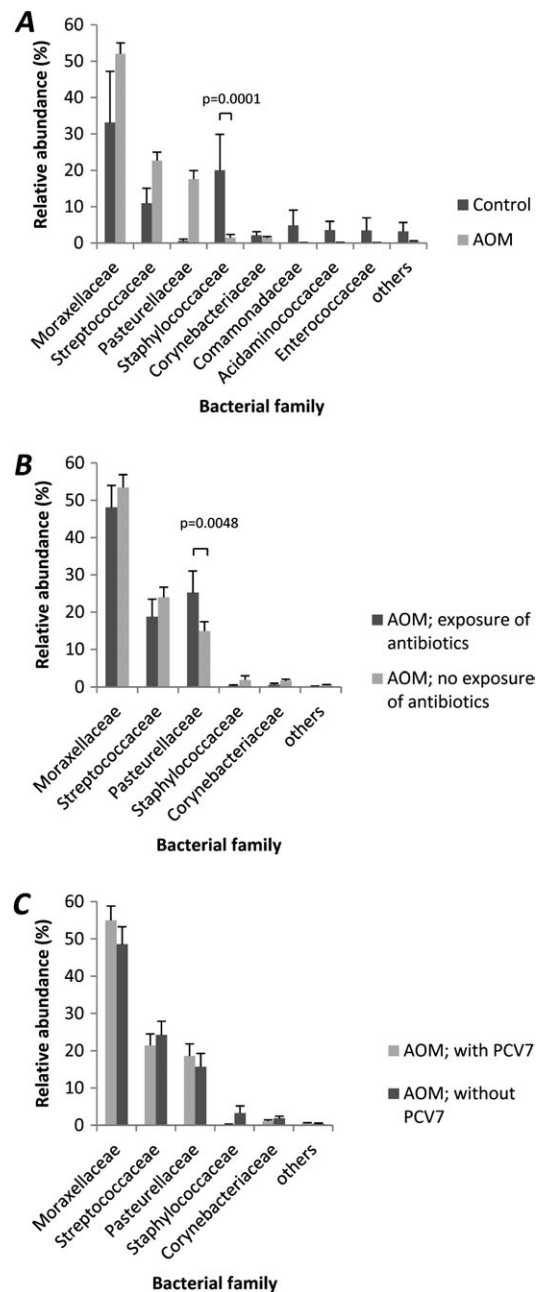 A
Relative abundance (%)
60
50
40
30
20
10
0
p=0.0001
Control
AOM
Moraxellaceae
Streptococcaceae
Pasteurellaceae
Staphylococcaceae
Corynebacteriaceae
Comamonadaceae
Acidaminococcaceae
Enterococcaceae
others
Bacterial family
B
Relative abundance (%)
60
50
40
30
20
10
0
p=0.0048
AOM; exposure of
antibiotics
AOM; no exposure
of antibiotics
Moraxellaceae
Streptococcaceae
Pasteurellaceae
Staphylococcaceae
Corynebacteriaceae
others
Bacterial family
C
Relative abundance (%)
60
50
40
30
20
10
0
AOM; with PCV7
AOM; without
PCV7
Moraxellaceae
Streptococcaceae
Pasteurellaceae
Staphylococcaceae
Corynebacteriaceae
others
Bacterial family